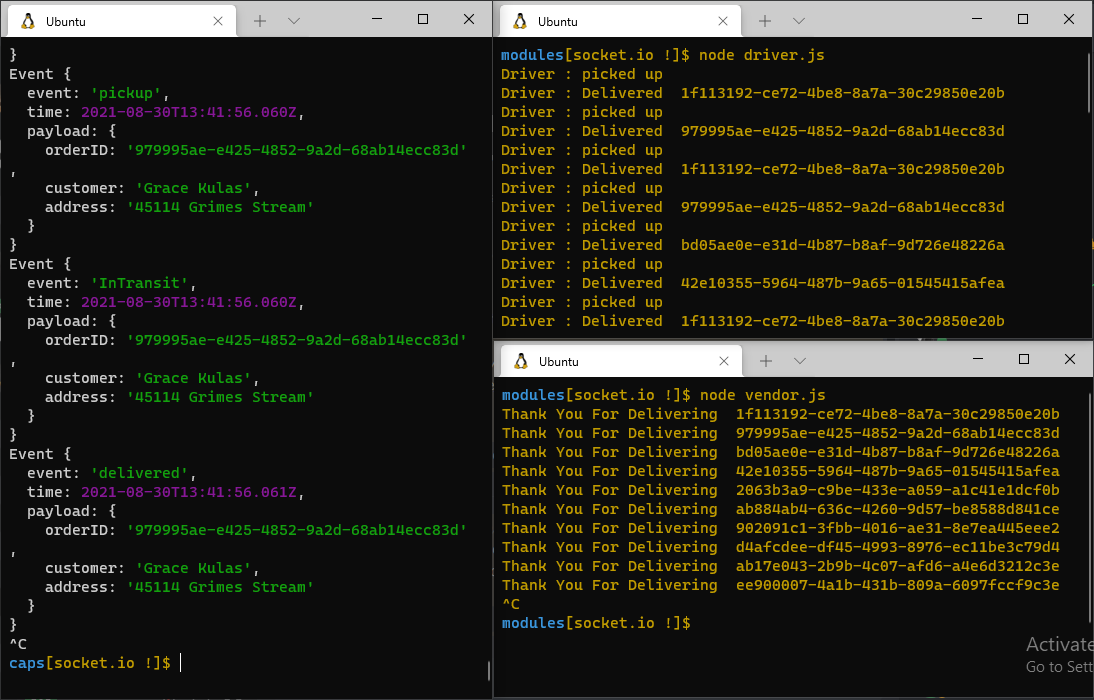 Ubuntu
}
Event {
event: 'pickup',
time: 2021-08-30T13:41:56.060Z,
payload: {
orderID: '979995ae-e425-4852-9a2d-68ab14ecc83d'
,
customer: 'Grace Kulas',
address: '45114 Grimes Stream'
}
}
Event {
event: 'InTransit',
time: 2021-08-30T13:41:56.060Z,
payload: {
orderID: '979995ae-e425-4852-9a2d-68ab14ecc83d'
,
customer: 'Grace Kulas',
address: '45114 Grimes Stream'
}
}
Event {
event: 'delivered',
time: 2021-08-30T13:41:56.061Z,
payload: {
orderID: '979995ae-e425-4852-9a2d-68ab14ecc83d'
,
customer: 'Grace Kulas',
address: '45114 Grimes Stream'
}
}
^C
caps[socket.io !]$
Ubuntu
modules[socket.io !]$ node driver.js
Driver : picked up
Driver : Delivered  1f113192-ce72-4be8-8a7a-30c29850e20b
Driver : picked up
Driver : Delivered  979995ae-e425-4852-9a2d-68ab14ecc83d
Driver : picked up
Driver : Delivered  1f113192-ce72-4be8-8a7a-30c29850e20b
Driver : picked up
Driver : Delivered  979995ae-e425-4852-9a2d-68ab14ecc83d
Driver : picked up
Driver : Delivered  bd05ae0e-e31d-4b87-b8af-9d726e48226a
Driver : picked up
Driver : Delivered  42e10355-5964-487b-9a65-01545415afea
Driver : picked up
Driver : Delivered  1f113192-ce72-4be8-8a7a-30c29850e20b
Ubuntu
modules[socket.io !]$ node vendor.js
Thank You For Delivering  1f113192-ce72-4be8-8a7a-30c29850e20b
Thank You For Delivering  979995ae-e425-4852-9a2d-68ab14ecc83d
Thank You For Delivering  bd05ae0e-e31d-4b87-b8af-9d726e48226a
Thank You For Delivering  42e10355-5964-487b-9a65-01545415afea
Thank You For Delivering  2063b3a9-c9be-433e-a059-a1c41e1dcf0b
Thank You For Delivering  ab884ab4-636c-4260-9d57-be8588d841ce
Thank You For Delivering  902091c1-3fbb-4016-ae31-8e7ea445eee2
Thank You For Delivering  d4afcdee-df45-4993-8976-ec11be3c79d4
Thank You For Delivering  ab17e043-2b9b-4c07-afd6-a4e6d3212c3e
Thank You For Delivering  ee900007-4a1b-431b-809a-6097fccf9c3e
^C
modules[socket.io !]$
Activate
Go to Sett